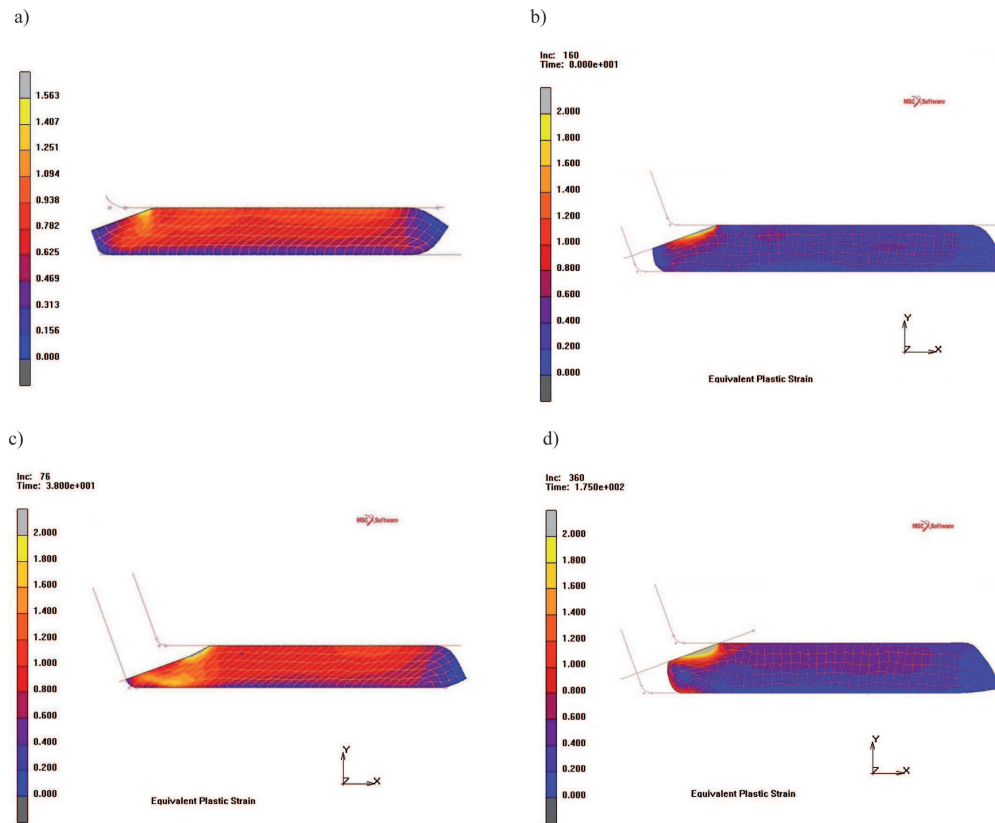 a)
1.563
1.407
1.251
1.094
0.938
0.782
0.625
0.469
0.313
0.156
0.000
b)
Inc: 160
Time: 8.000e+001
MSC Software
2.000
1.800
1.600
1.400
1.200
1.000
0.800
0.600
0.400
0.200
0.000
Y
Z X
Equivalent Plastic Strain
c)
Inc: 76
Time: 3.800e+001
MSC Software
2.000
1.800
1.600
1.400
1.200
1.000
0.800
0.600
0.400
0.200
0.000
Y
Z X
Equivalent Plastic Strain
d)
Inc: 360
Time: 1.750e+002
MSC Software
2.000
1.800
1.600
1.400
1.200
1.000
0.800
0.600
0.400
0.200
0.000
Y
Z X
Equivalent Plastic Strain